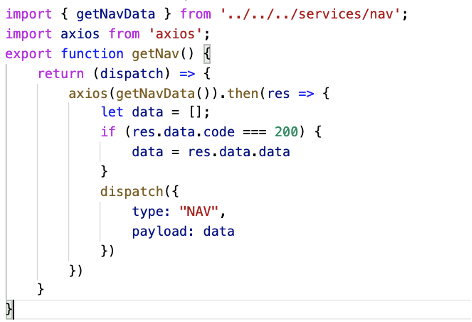 import { getNavData } from '../../../services/nav';
import axios from 'axios';
export function getNav() {
    return (dispatch) => {
        axios(getNavData()).then(res => {
            let data = [];
            if (res.data.code === 200) {
                data = res.data.data
            }
            dispatch({
                type: "NAV",
                payload: data
            })
        })
    }
}